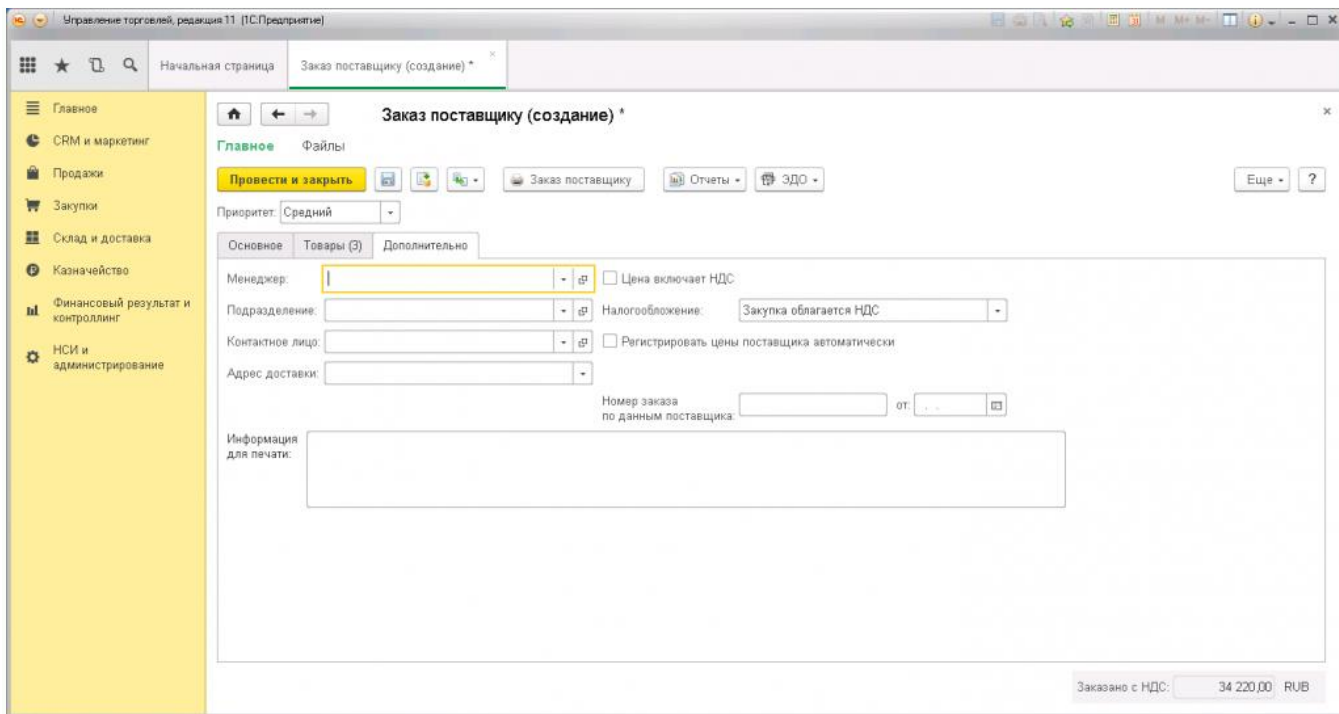 Управление торговлей, редакция 11 (1С:Предприятие)
M M+ M-
Начальная страница
Заказ поставщику (создание) *
Главное
CRM и маркетинг
Продажи
Закупки
Склад и доставка
Казначейство
Финансовый результат и
контроллинг
НСИ и
администрирование
Заказ поставщику (создание) *
Главное Файлы
Провести и закрыть Заказ поставщику Отчеты ЭДО Еще ?
Приоритет: Средний
Основное Товары (3) Дополнительно
Менеджер: Цена включает НДС
Подразделение: Налогообложение: Закупка облагается НДС
Контактное лицо: Регистрировать цены поставщика автоматически
Адрес доставки:
Номер заказа
по данным поставщика: от: . .
Информация
для печати:
Заказано с НДС: 34 220,00 RUB